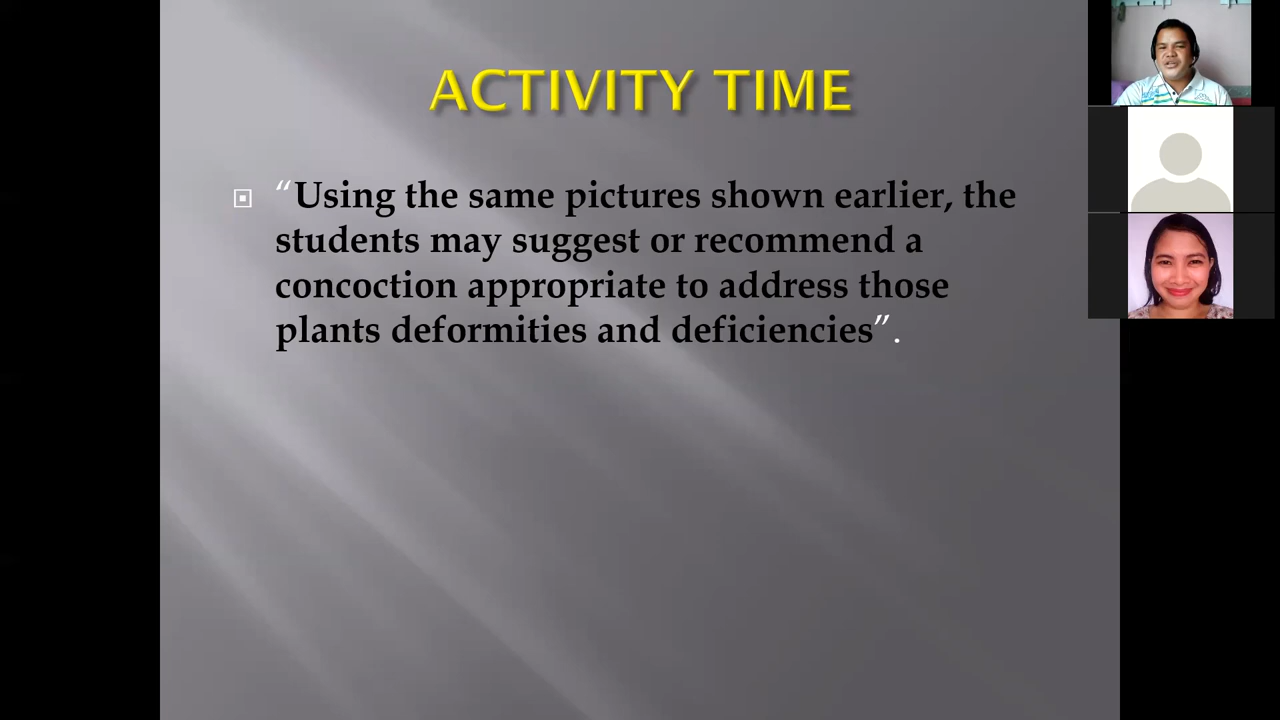 ACTIVITY TIME
“Using the same pictures shown earlier, the
students may suggest or recommend a
concoction appropriate to address those
plants deformities and deficiencies”.